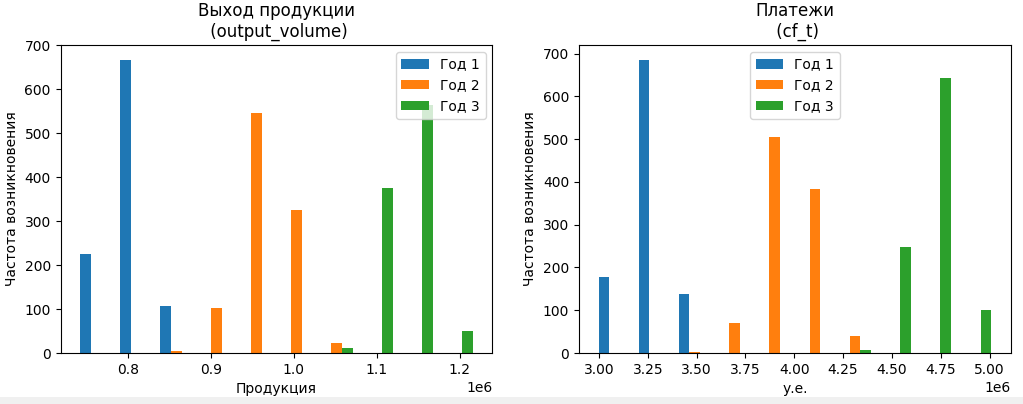 Выход продукции
(output_volume)
Частота возникновения
700
600
500
400
300
200
100
0
Год 1
Год 2
Год 3
0.8
0.9
1.0
1.1
1.2
1e6
Продукция
Платежи
(cf_t)
Частота возникновения
700
600
500
400
300
200
100
0
Год 1
Год 2
Год 3
3.00
3.25
3.50
3.75
4.00
4.25
4.50
4.75
5.00
1e6
у.е.